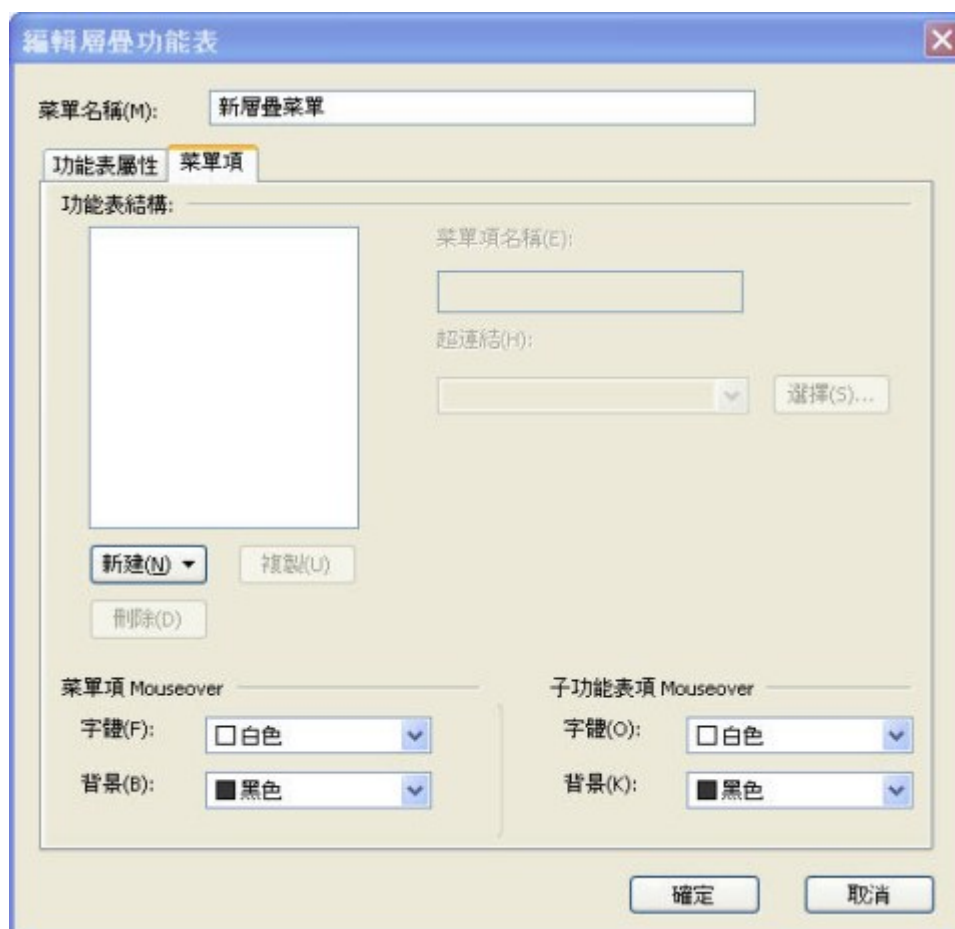 編輯層疊功能表
菜單名稱(M): 新層疊菜單
功能表屬性 菜單項
功能表結構:
菜單項名稱(E):
超連結(H):
選擇(S)...
新建(N) 複製(U)
刪除(D)
菜單項 Mouseover 子功能表項 Mouseover
字體(F): 白色 字體(O): 白色
背景(B): 黑色 背景(K): 黑色
確定 取消